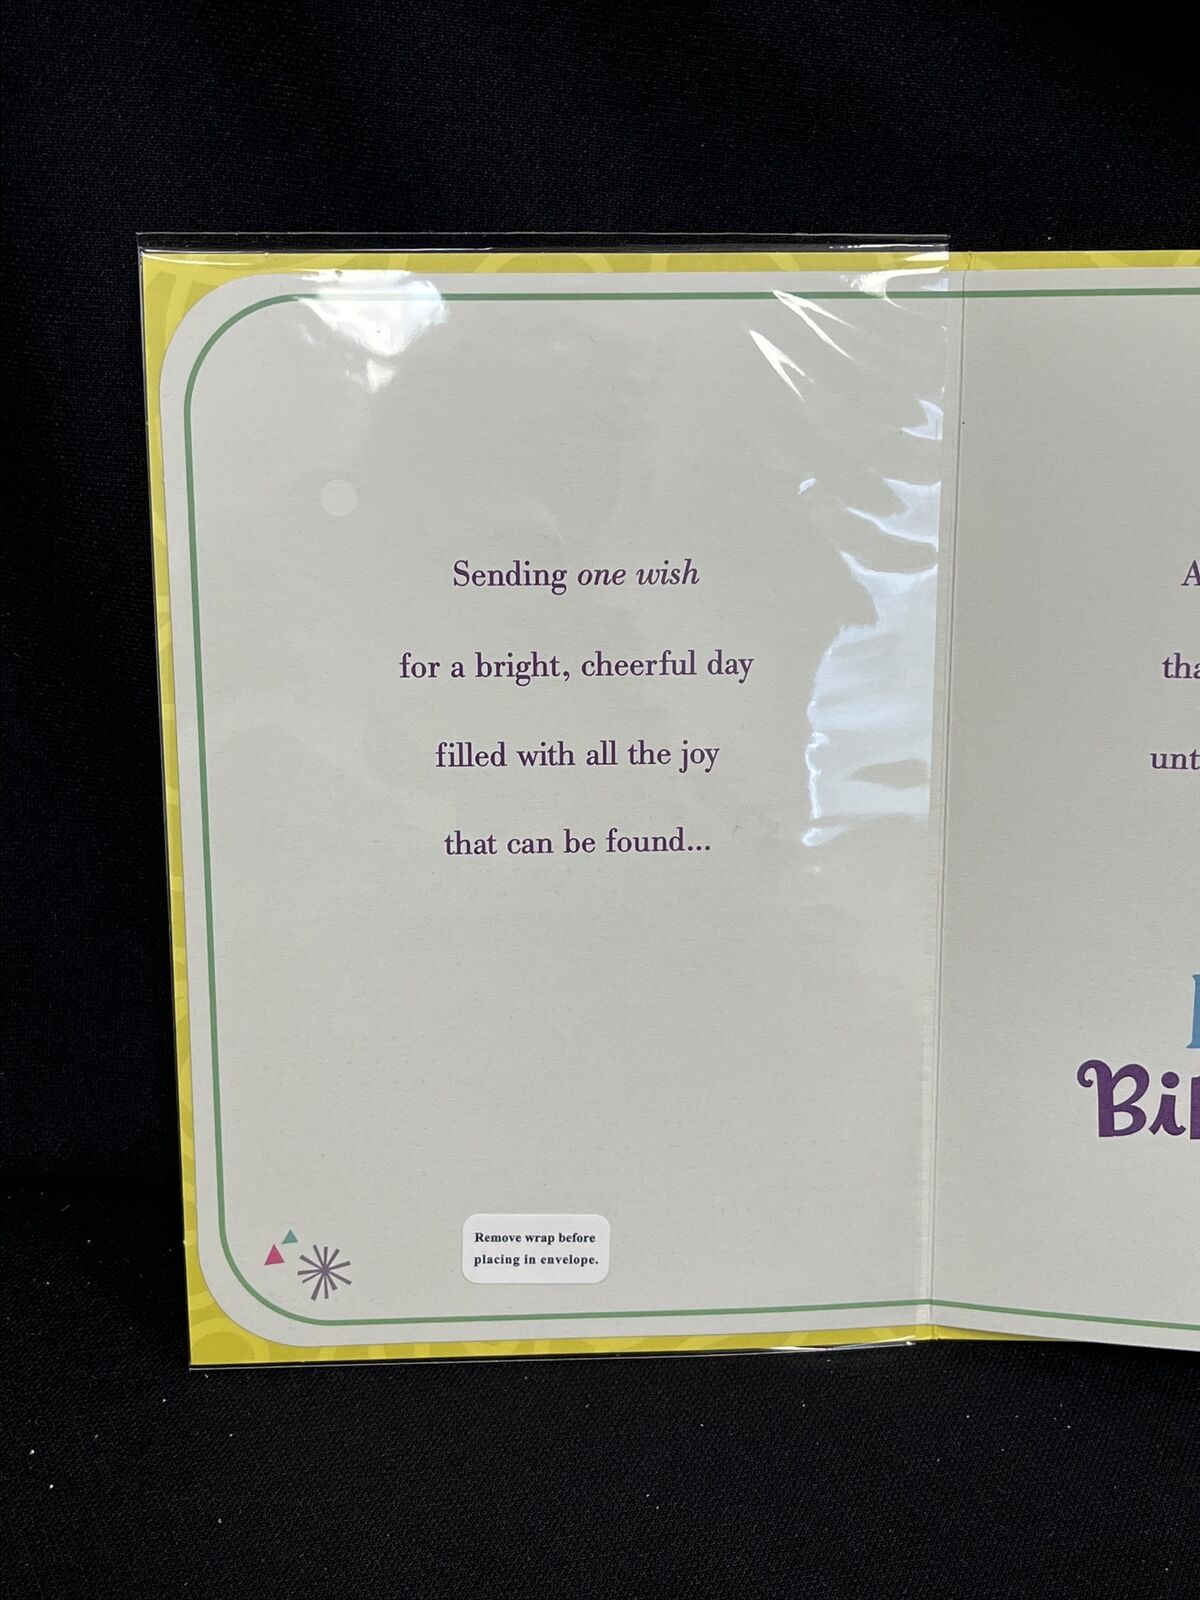 Sending one wish
for a bright, cheerful day
filled with all the joy
that can be found...
Remove wrap before
placing in envelope.